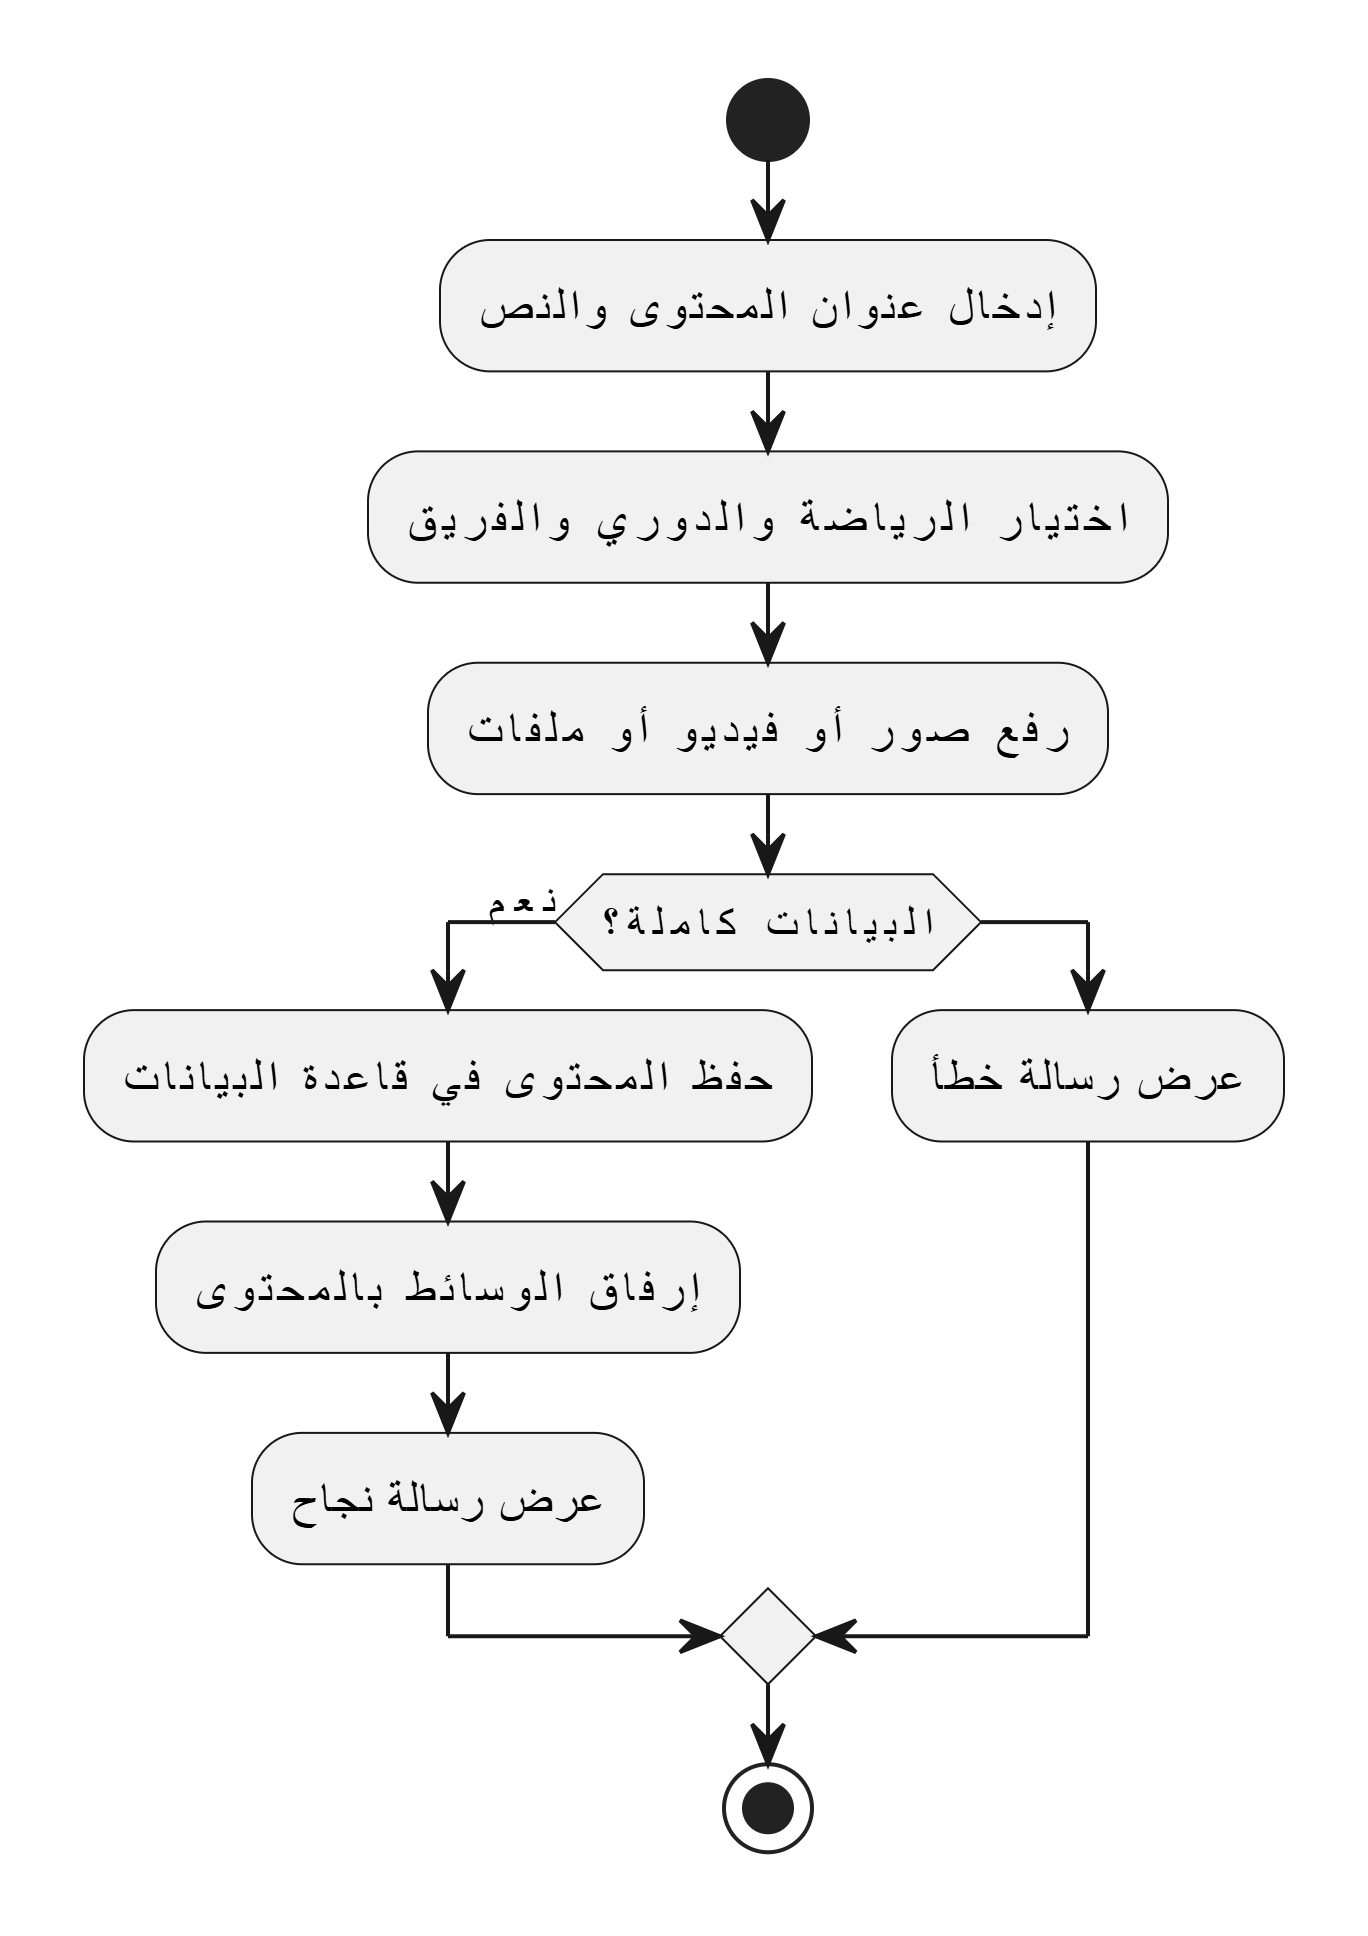 إدخال عنوان المحتوى والنص
اختيار الرياضة والدوري والفريق
رفع صور أو فيديو أو ملفات
البيانات كاملة؟
نعم
حفظ المحتوى في قاعدة البيانات
عرض رسالة خطأ
إرفاق الوسائط بالمحتوى
عرض رسالة نجاح